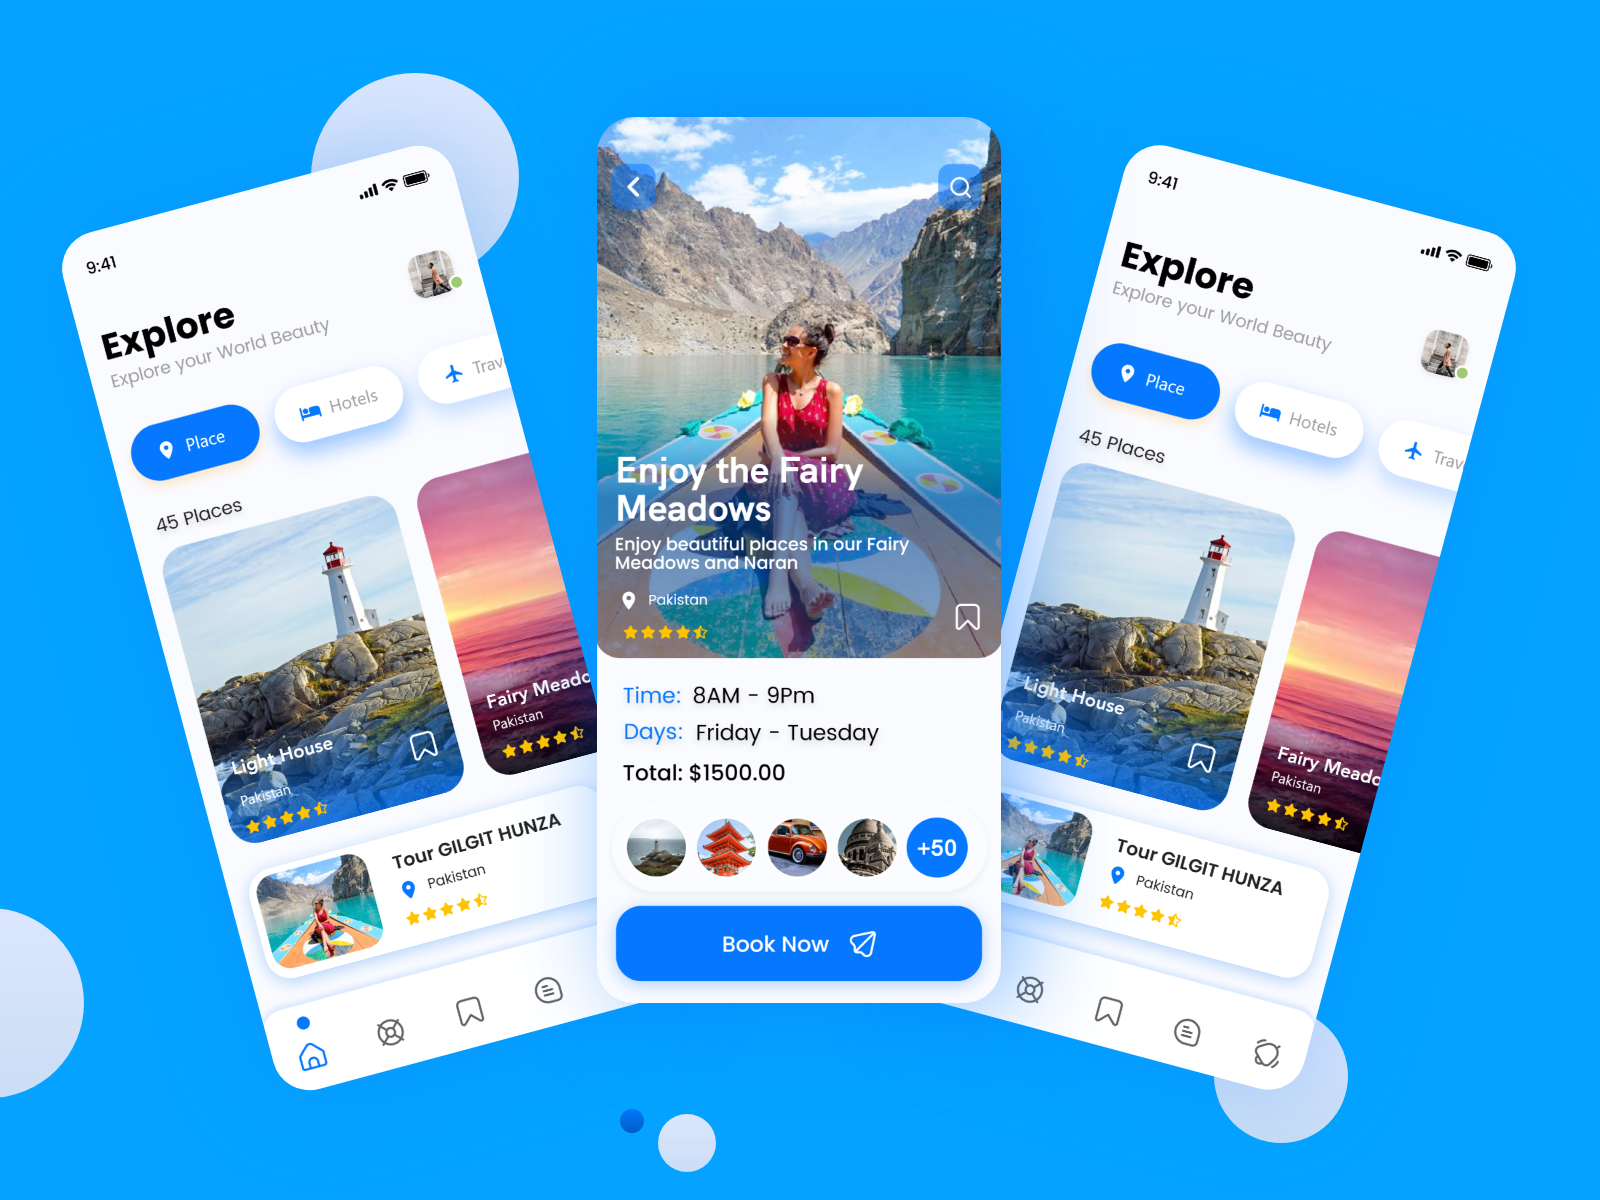 9:41
Explore
Explore your World Beauty
Place
Hotels
Trav
45 Places
Light House
Pakistan
Fairy Meado
Pakistan
Tour GILGIT HUNZA
Pakistan
Enjoy the Fairy
Meadows
Enjoy beautiful places in our Fairy
Meadows and Naran
Pakistan
Time: 8AM - 9Pm
Days: Friday - Tuesday
Total: $1500.00
+50
Book Now
9:41
Explore
Explore your World Beauty
Place
Hotels
Trav
45 Places
Light House
Pakistan
Fairy Meado
Pakistan
Tour GILGIT HUNZA
Pakistan